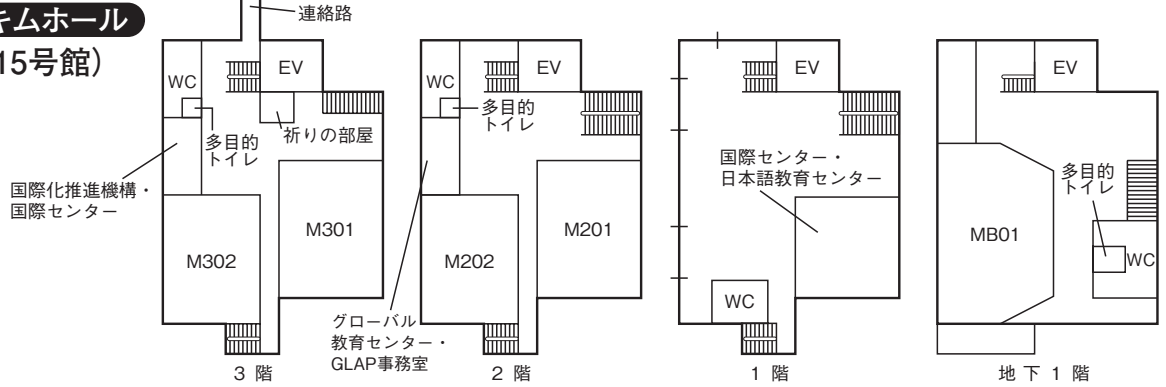 キムホール
15号館）
連絡路
WC
EV
多目的
トイレ
祈りの部屋
国際化推進機構・
国際センター
M301
M302
3 階
WC
EV
多目的
トイレ
M201
M202
グローバル
教育センター・
GLAP事務室
2 階
EV
国際センター・
日本語教育センター
WC
1 階
EV
多目的
トイレ
MB01
WC
地 下 1 階